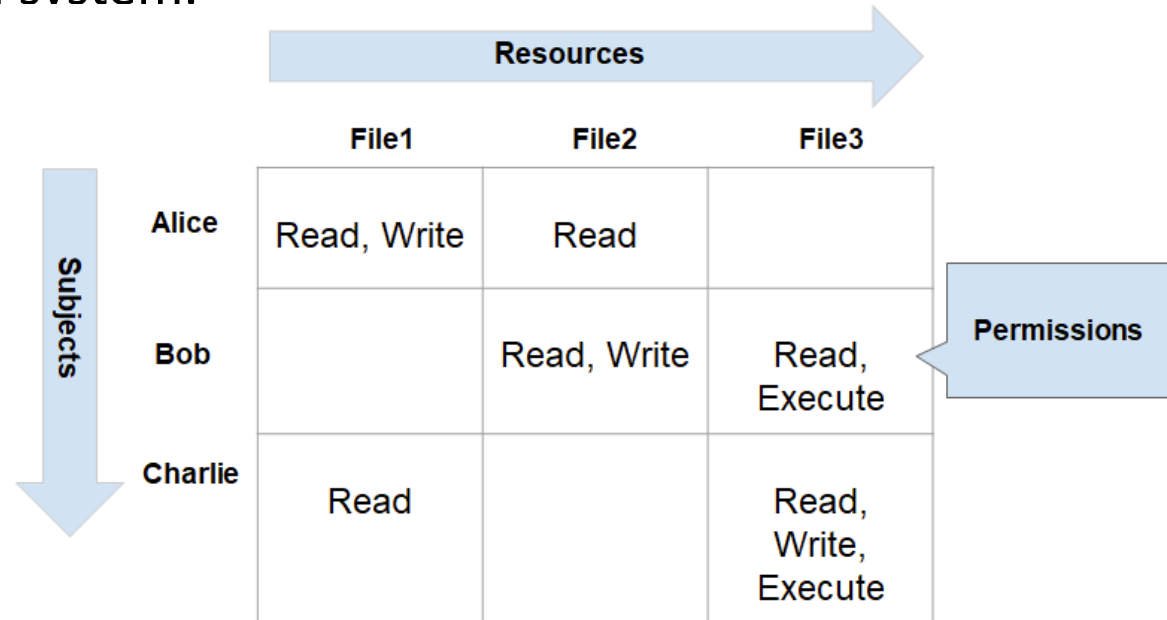 system.
Resources
File1 File2 File3
Subjects
Alice
Read, Write Read
Bob
Read, Write Read,
Execute
Permissions
Charlie
Read Read,
Write,
Execute